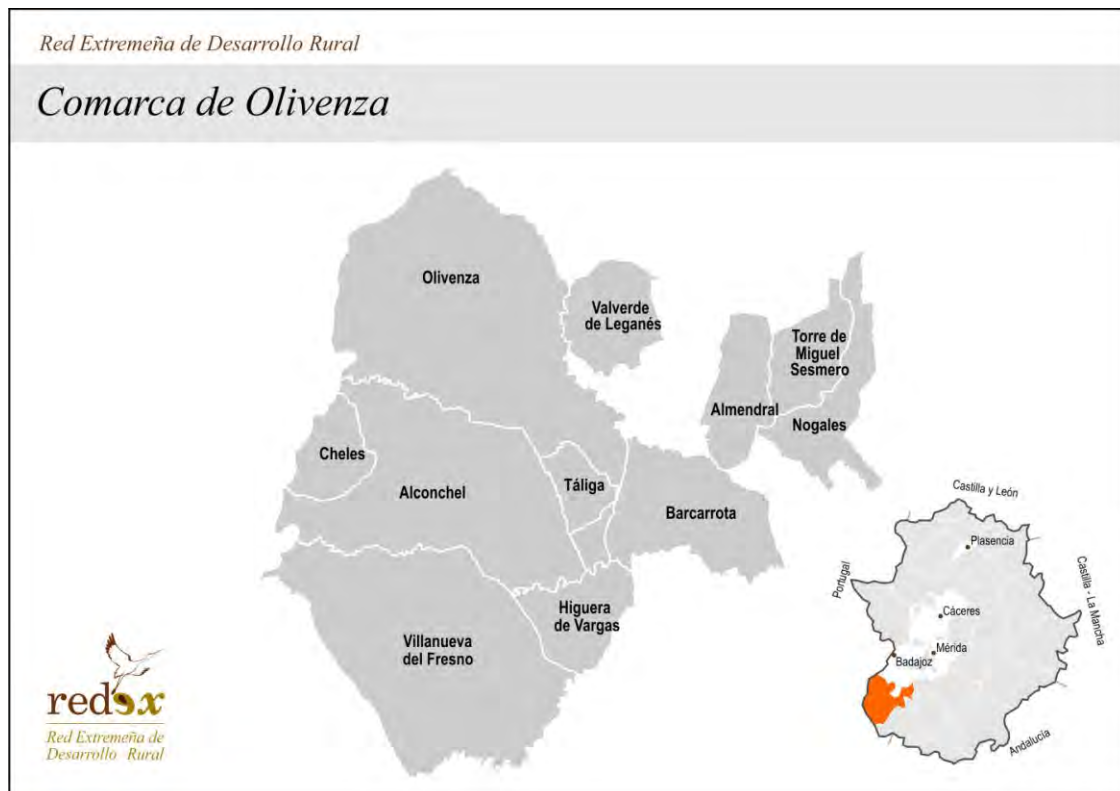 Red Extremeña de Desarrollo Rural
Comarca de Olivenza
Olivenza
Valverde
de Leganés
Torre de
Miguel
Sesmero
Almendral
Nogales
Cheles
Alconchel
Táliga
Barcarrota
Higuera
de Vargas
Villanueva
del Fresno
Castilla y León
Plasencia
Portugal
Castilla - La Mancha
Cáceres
Mérida
Badajoz
Andalucía
redex
Red Extremeña de
Desarrollo Rural